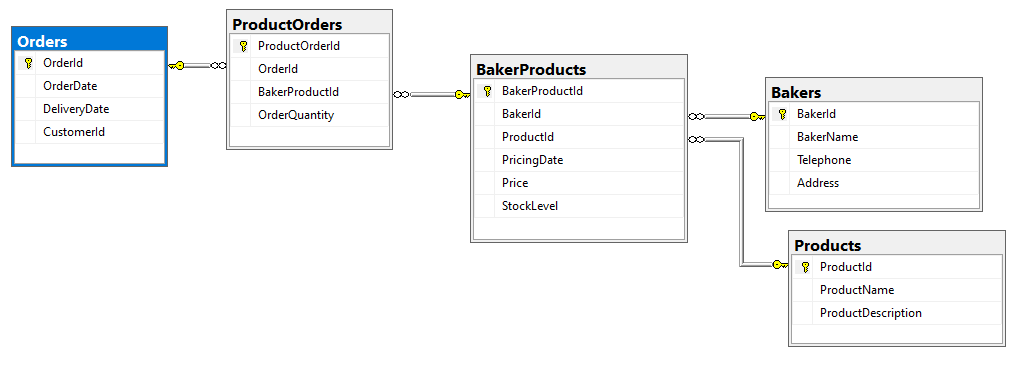 Orders
OrderId
OrderDate
DeliveryDate
CustomerId
ProductOrders
ProductOrderId
OrderId
BakerProductId
OrderQuantity
BakerProducts
BakerProductId
BakerId
ProductId
PricingDate
Price
StockLevel
Bakers
BakerId
BakerName
Telephone
Address
Products
ProductId
ProductName
ProductDescription